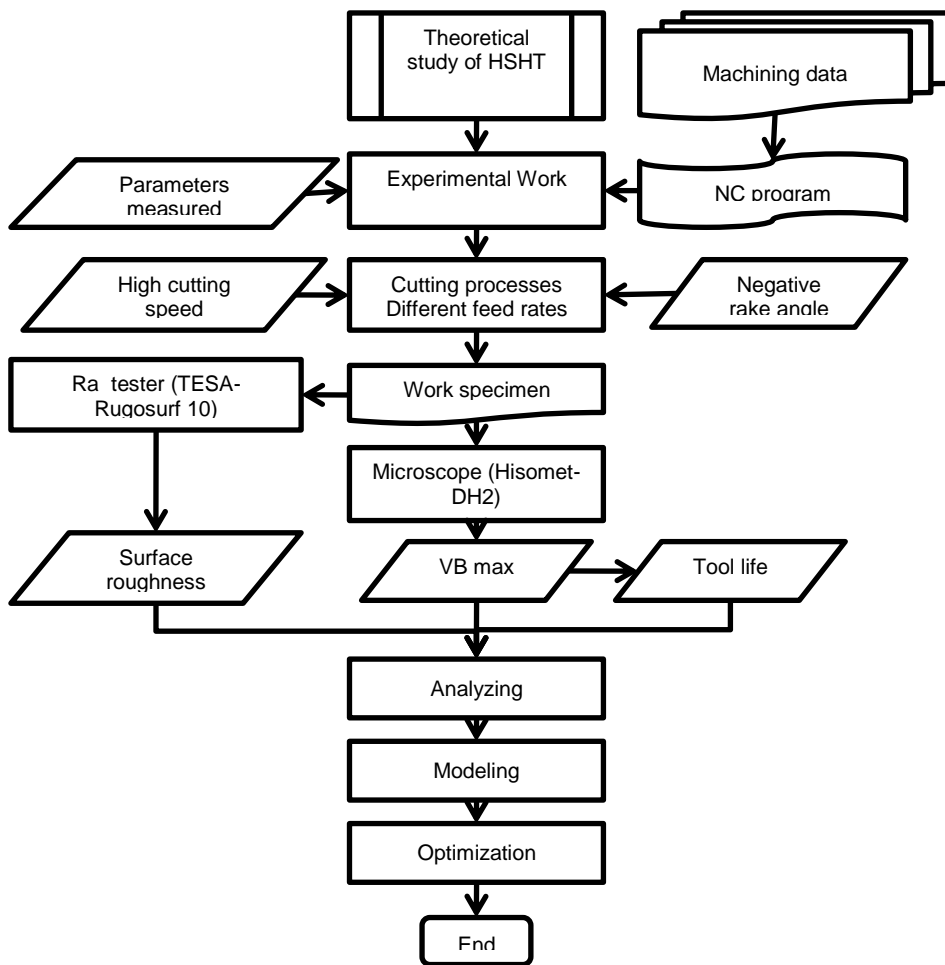 Theoretical
study of HSHT
Machining data
Parameters
measured
Experimental Work
NC program
High cutting
speed
Cutting processes
Different feed rates
Negative
rake angle
Ra tester (TESA-
Rugosurf 10)
Work specimen
Microscope (Hisomet-
DH2)
Surface
roughness
VB max
Tool life
Analyzing
Modeling
Optimization
End